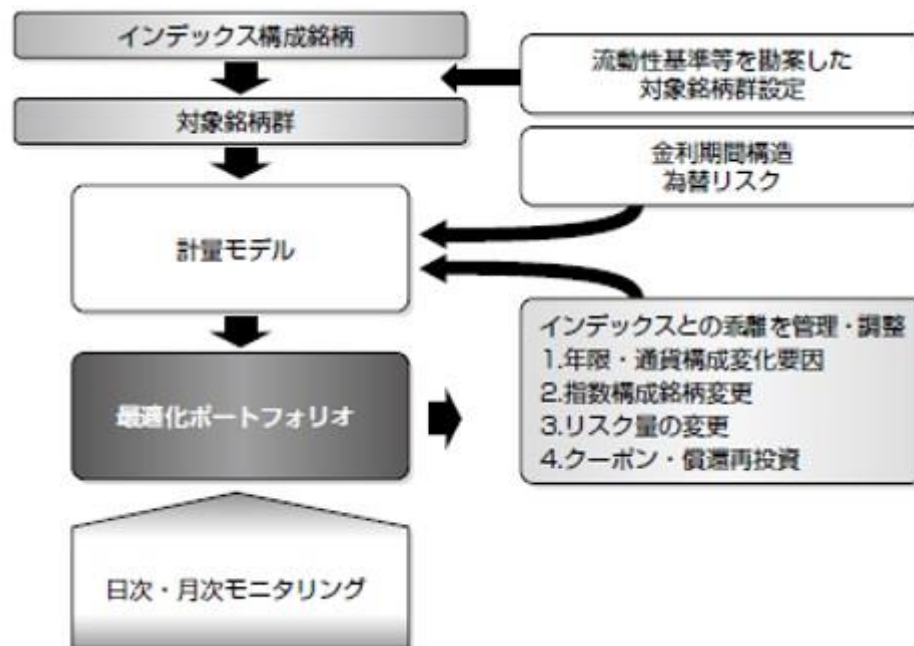 インデックス構成銘柄
流動性基準等を勘案した
対象銘柄群設定
対象銘柄群
金利期間構造
為替リスク
計量モデル
インデックスとの乖離を管理・調整
1.年限・通貨構成変化要因
2.指数構成銘柄変更
3.リスク量の変更
4.クーポン・償還再投資
最適化ポートフォリオ
日次・月次モニタリング